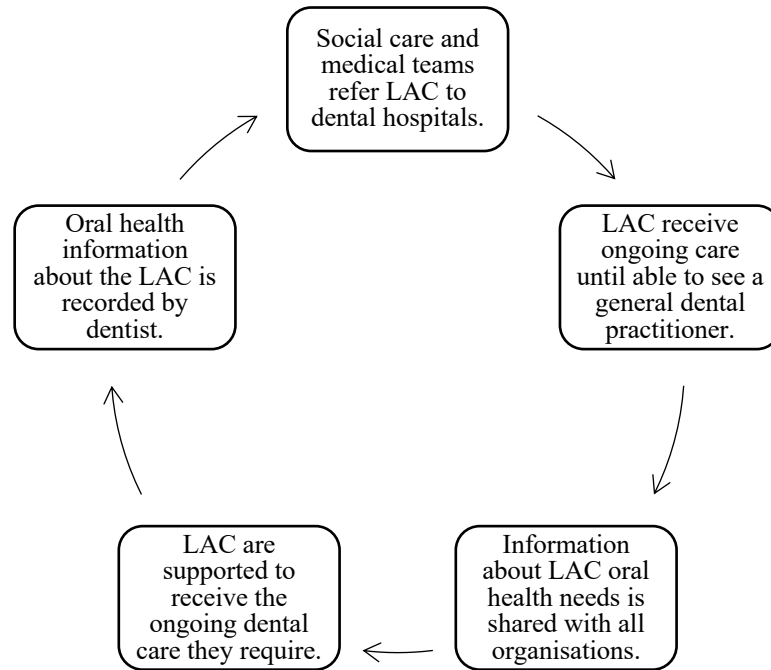 Social care and
medical teams
refer LAC to
dental hospitals.
LAC receive
ongoing care
until able to see a
general dental
practitioner.
Information
about LAC oral
health needs is
shared with all
organisations.
LAC are
supported to
receive the
ongoing dental
care they require.
Oral health
information
about the LAC is
recorded by
dentist.